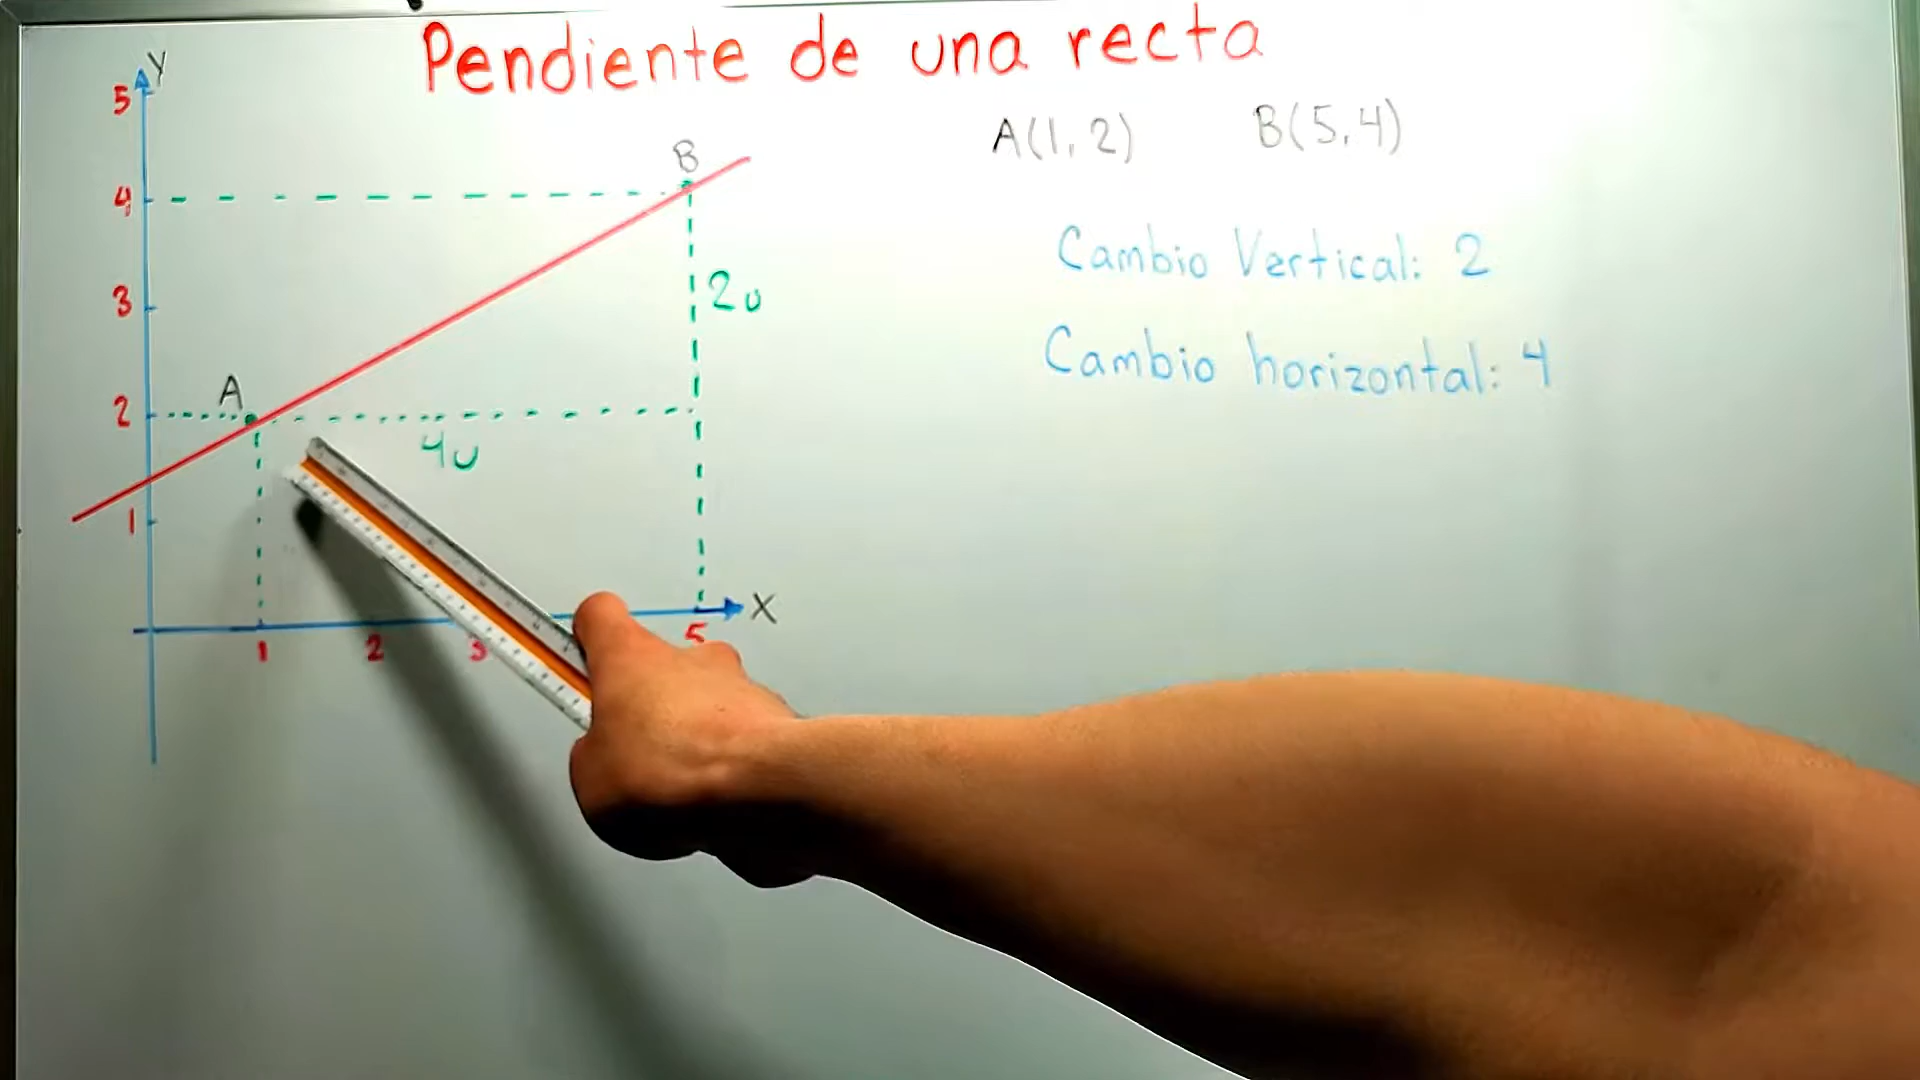 Pendiente de una recta
Y
5
A(1,2) B(5,4)
B
4
Cambio Vertical: 2
3
2u
Cambio horizontal: 4
A
2
4u
1
X
1 2 3 5